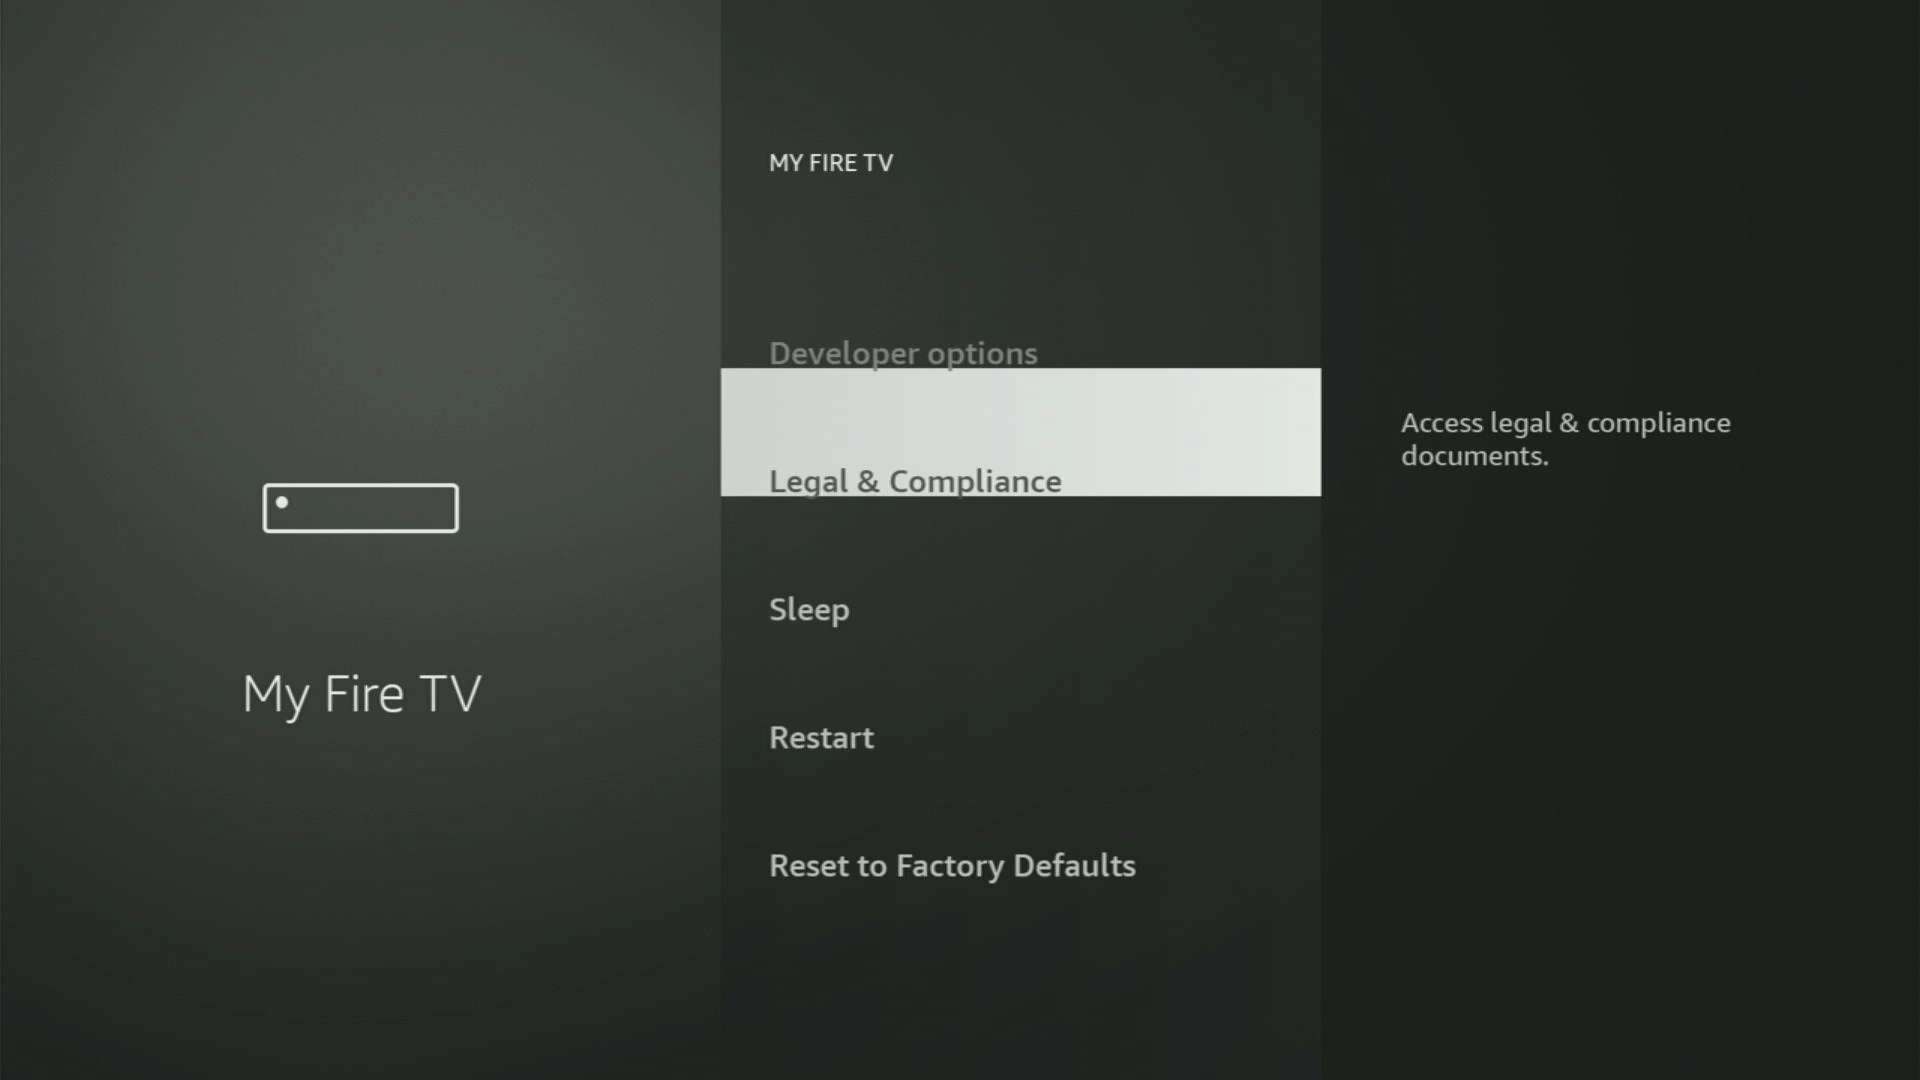 MY FIRE TV
Developer options
Legal & Compliance
Access legal & compliance
documents.
Sleep
Restart
My Fire TV
Reset to Factory Defaults